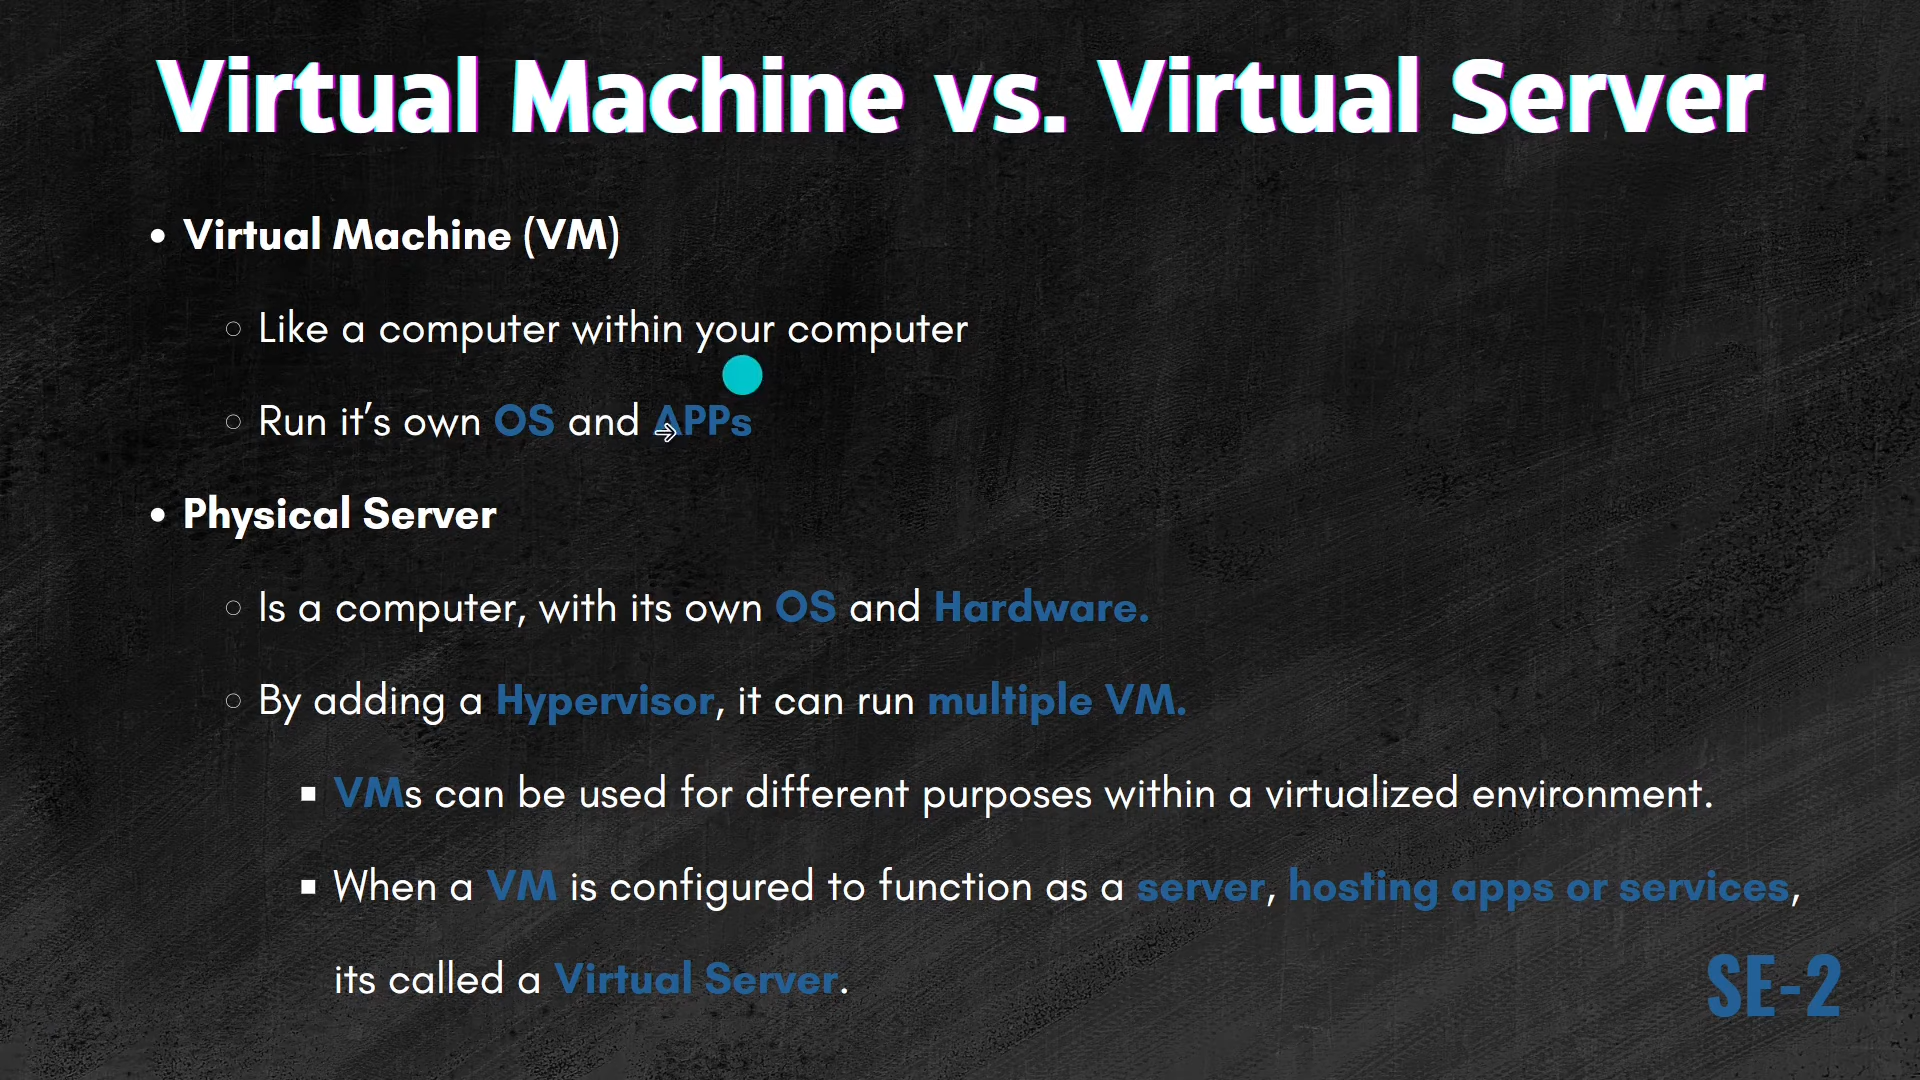 Virtual Machine vs. Virtual Server
Virtual Machine (VM)
Like a computer within your computer
Run it’s own OS and APPs
Physical Server
Is a computer, with its own OS and Hardware.
By adding a Hypervisor, it can run multiple VM.
VMs can be used for different purposes within a virtualized environment.
When a VM is configured to function as a server, hosting apps or services,
its called a Virtual Server.
SE-2